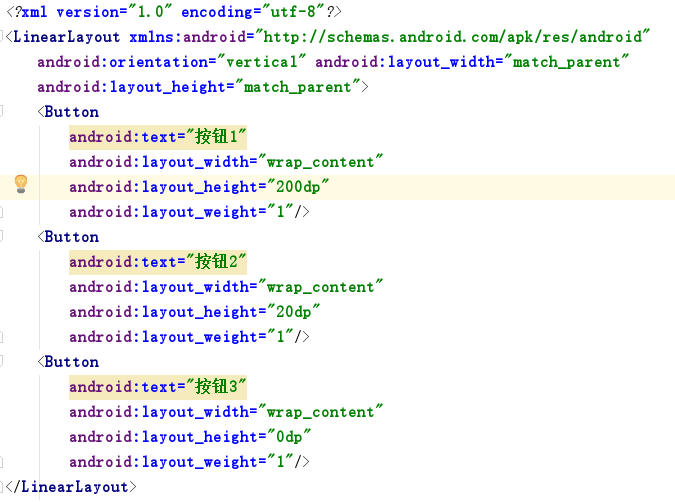 <?xml version="1.0" encoding="utf-8"?>
<LinearLayout xmlns:android="http://schemas.android.com/apk/res/android"
    android:orientation="vertical" android:layout_width="match_parent"
    android:layout_height="match_parent">
    <Button
        android:text="按钮1"
        android:layout_width="wrap_content"
        android:layout_height="200dp"
        android:layout_weight="1"/>
    <Button
        android:text="按钮2"
        android:layout_width="wrap_content"
        android:layout_height="20dp"
        android:layout_weight="1"/>
    <Button
        android:text="按钮3"
        android:layout_width="wrap_content"
        android:layout_height="0dp"
        android:layout_weight="1"/>
</LinearLayout>